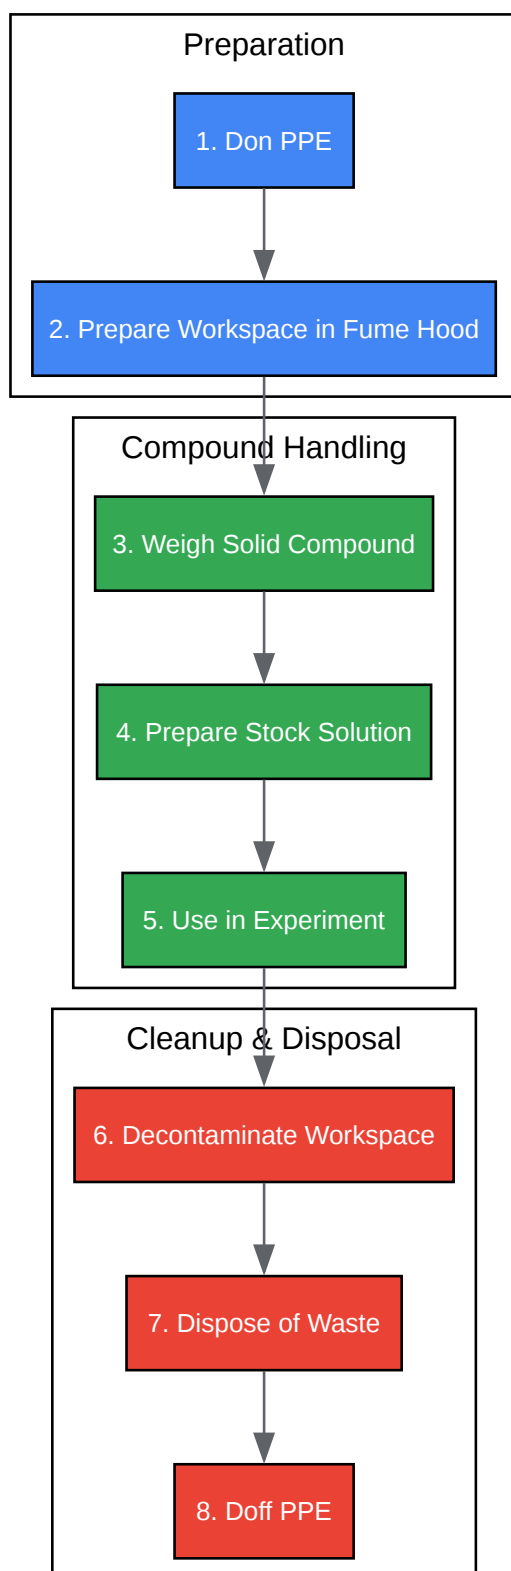 Preparation
1. Don PPE
2. Prepare Workspace in Fume Hood
Compound Handling
3. Weigh Solid Compound
4. Prepare Stock Solution
5. Use in Experiment
Cleanup & Disposal
6. Decontaminate Workspace
7. Dispose of Waste
8. Doff PPE